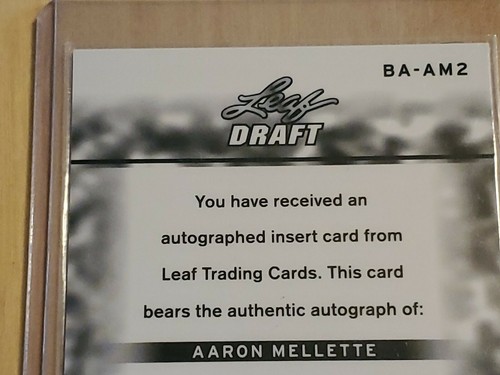 BA-AM2
Leaf
DRAFT
You have received an
autographed insert card from
Leaf Trading Cards. This card
bears the authentic autograph of:
AARON MELLETTE